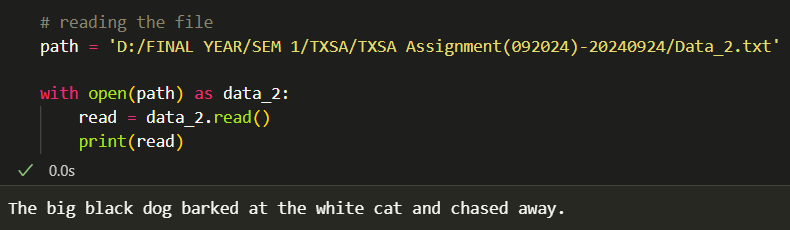 # reading the file
path = 'D:/FINAL YEAR/SEM 1/TXSA/TXSA Assignment(092024)-20240924/Data_2.txt'
with open(path) as data_2:
    read = data_2.read()
    print(read)
0.0s
The big black dog barked at the white cat and chased away.